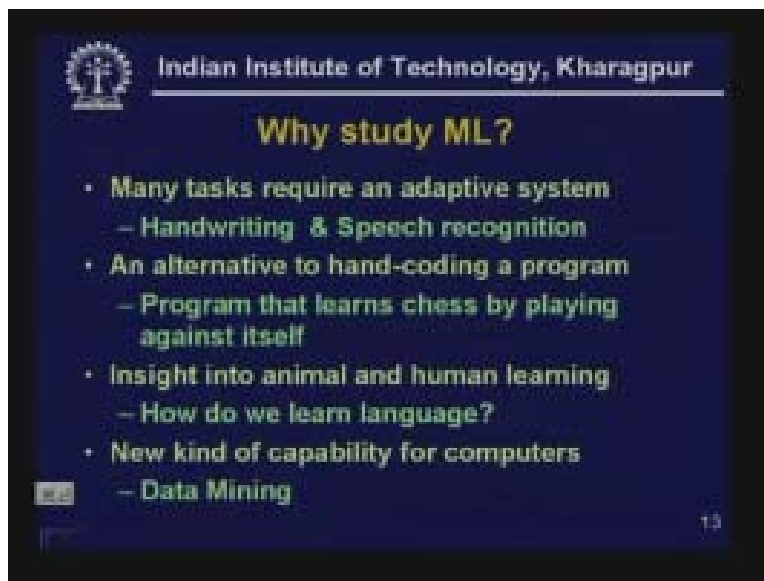 Indian Institute of Technology, Kharagpur
Why study ML?
• Many tasks require an adaptive system
– Handwriting & Speech recognition
• An alternative to hand-coding a program
– Program that learns chess by playing
against itself
• Insight into animal and human learning
– How do we learn language?
• New kind of capability for computers
– Data Mining
13